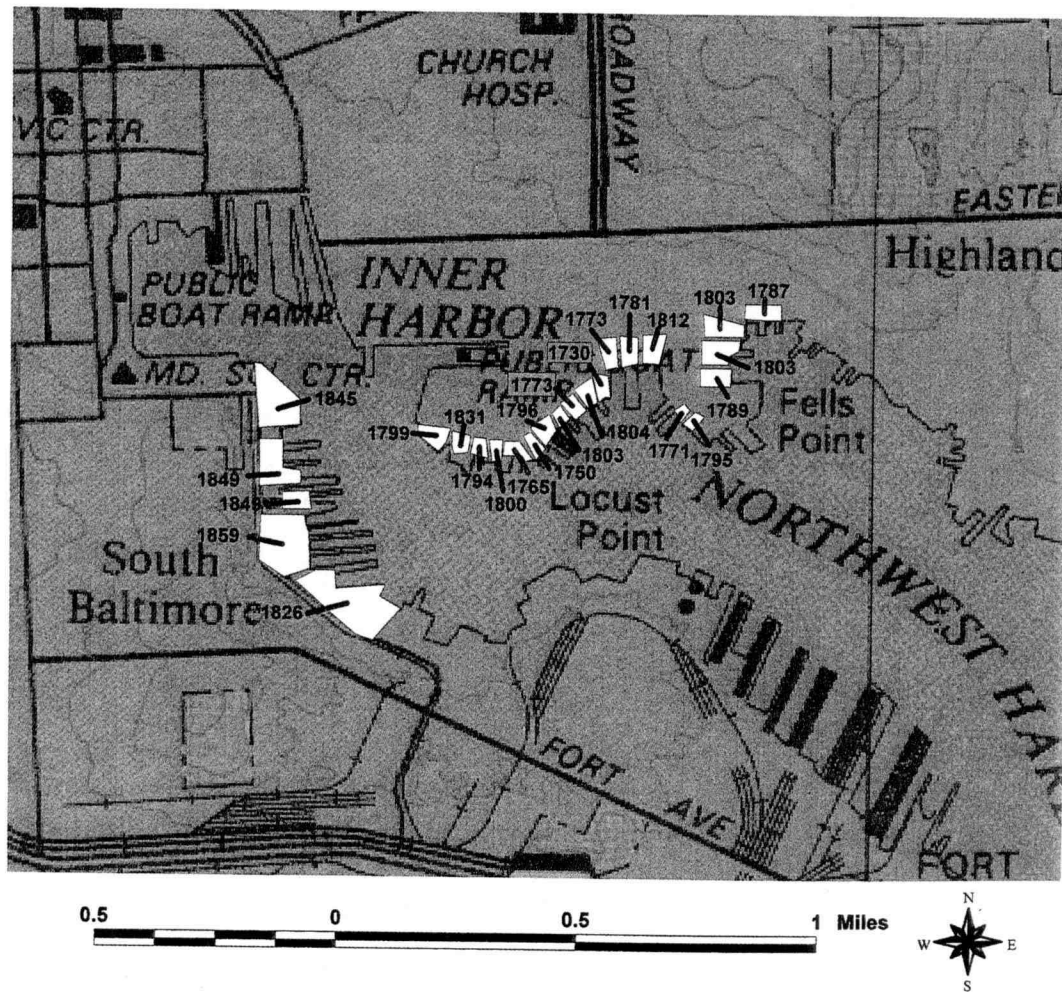 CHURCH
HOSP.
ROADWAY
VIC CTR.
EASTE
Highland
PUBLIC
BOAT RAMP
INNER
HARBOR
MD. SCI. CTR.
1803
1787
1773
1781
1812
1730
1803
1789
1773
1796
1831
1799
1804
1771
1795
Fells
Point
1845
1794
1800
1765
1750
1803
Locust
Point
1849
1859
South
Baltimore
1826
NORTHWEST HAR
FORT
AVE
FORT
0.5 0 0.5 1 Miles
N
W E
S